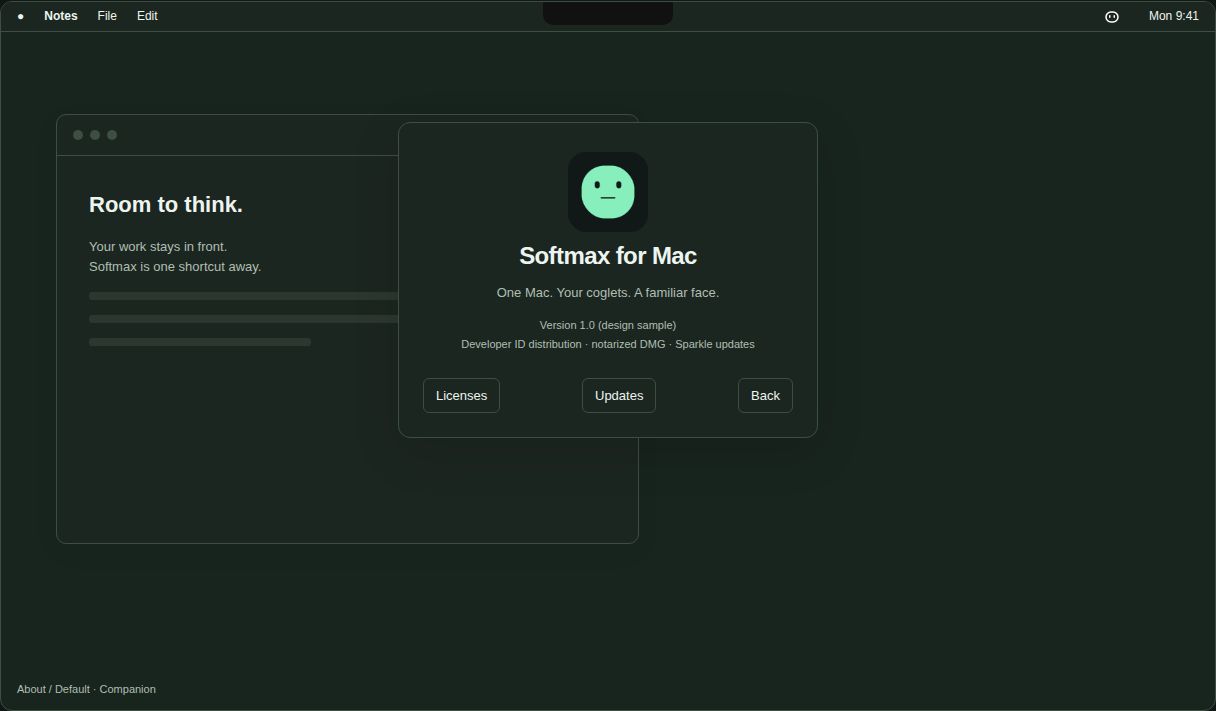 Notes File Edit
Mon 9:41
Room to think.
Your work stays in front.
Softmax is one shortcut away.
Softmax for Mac
One Mac. Your coglets. A familiar face.
Version 1.0 (design sample)
Developer ID distribution · notarized DMG · Sparkle updates
Licenses Updates Back
About / Default · Companion